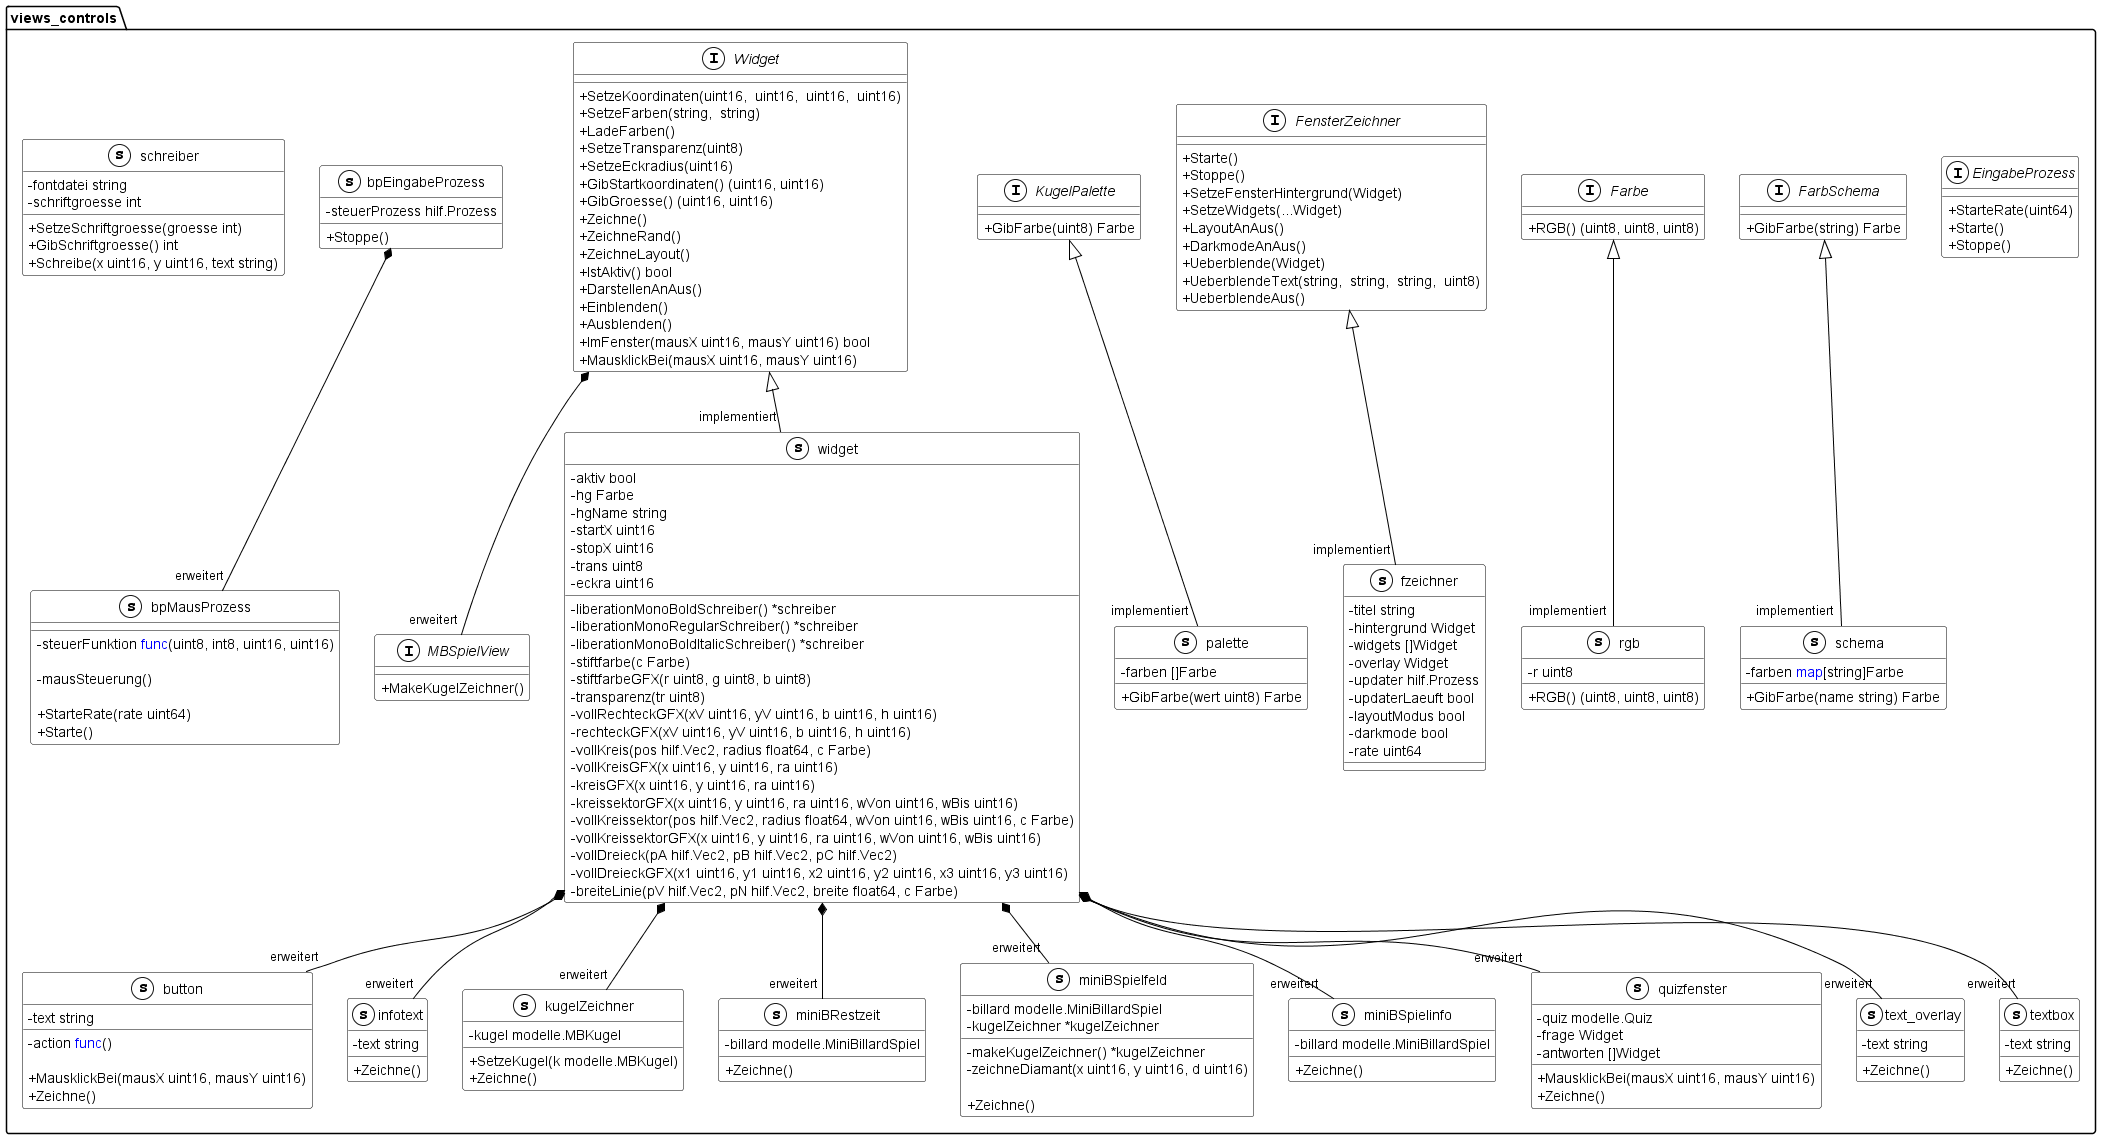 views_controls
I Widget
+SetzeKoordinaten(uint16,  uint16,  uint16,  uint16)
+SetzeFarben(string,  string)
+LadeFarben()
+SetzeTransparenz(uint8)
+SetzeEckradius(uint16)
+GibStartkoordinaten() (uint16, uint16)
+GibGroesse() (uint16, uint16)
+Zeichne()
+ZeichneRand()
+ZeichneLayout()
+IstAktiv() bool
+DarstellenAnAus()
+Einblenden()
+Ausblenden()
+ImFenster(mausX uint16, mausY uint16) bool
+MausklickBei(mausX uint16, mausY uint16)
I FensterZeichner
+Starte()
+Stoppe()
+SetzeFensterHintergrund(Widget)
+SetzeWidgets(...Widget)
+LayoutAnAus()
+DarkmodeAnAus()
+Ueberblende(Widget)
+UeberblendeText(string,  string,  string,  uint8)
+UeberblendeAus()
S schreiber
-fontdatei string
-schriftgroesse int
+SetzeSchriftgroesse(groesse int)
+GibSchriftgroesse() int
+Schreibe(x uint16, y uint16, text string)
S bpEingabeProzess
-steuerProzess hilf.Prozess
+Stoppe()
I KugelPalette
+GibFarbe(uint8) Farbe
I Farbe
+RGB() (uint8, uint8, uint8)
I FarbSchema
+GibFarbe(string) Farbe
I EingabeProzess
+StarteRate(uint64)
+Starte()
+Stoppe()
implementiert
S widget
-aktiv bool
-hg Farbe
-hgName string
-startX uint16
-stopX uint16
-trans uint8
-eckra uint16
-liberationMonoBoldSchreiber() *schreiber
-liberationMonoRegularSchreiber() *schreiber
-liberationMonoBoldItalicSchreiber() *schreiber
-stiftfarbe(c Farbe)
-stiftfarbeGFX(r uint8, g uint8, b uint8)
-transparenz(tr uint8)
-vollRechteckGFX(xV uint16, yV uint16, b uint16, h uint16)
-rechteckGFX(xV uint16, yV uint16, b uint16, h uint16)
-vollKreis(pos hilf.Vec2, radius float64, c Farbe)
-vollKreisGFX(x uint16, y uint16, ra uint16)
-kreisGFX(x uint16, y uint16, ra uint16)
-kreissektorGFX(x uint16, y uint16, ra uint16, wVon uint16, wBis uint16)
-vollKreissektor(pos hilf.Vec2, radius float64, wVon uint16, wBis uint16, c Farbe)
-vollKreissektorGFX(x uint16, y uint16, ra uint16, wVon uint16, wBis uint16)
-vollDreieck(pA hilf.Vec2, pB hilf.Vec2, pC hilf.Vec2)
-vollDreieckGFX(x1 uint16, y1 uint16, x2 uint16, y2 uint16, x3 uint16, y3 uint16)
-breiteLinie(pV hilf.Vec2, pN hilf.Vec2, breite float64, c Farbe)
erweitert
S bpMausProzess
-steuerFunktion func(uint8, int8, uint16, uint16)
-mausSteuerung()
+StarteRate(rate uint64)
+Starte()
erweitert
I MBSpielView
+MakeKugelZeichner()
implementiert
S palette
-farben []Farbe
+GibFarbe(wert uint8) Farbe
implementiert
S fzeichner
-titel string
-hintergrund Widget
-widgets []Widget
-overlay Widget
-updater hilf.Prozess
-updaterLaeuft bool
-layoutModus bool
-darkmode bool
-rate uint64
implementiert
S rgb
-r uint8
+RGB() (uint8, uint8, uint8)
implementiert
S schema
-farben map[string]Farbe
+GibFarbe(name string) Farbe
erweitert
S button
-text string
-action func()
+MausklickBei(mausX uint16, mausY uint16)
+Zeichne()
erweitert
S infotext
-text string
+Zeichne()
erweitert
S kugelZeichner
-kugel modelle.MBKugel
+SetzeKugel(k modelle.MBKugel)
+Zeichne()
erweitert
S miniBRestzeit
-billard modelle.MiniBillardSpiel
+Zeichne()
erweitert
S miniBSpielfeld
-billard modelle.MiniBillardSpiel
-kugelZeichner *kugelZeichner
-makeKugelZeichner() *kugelZeichner
-zeichneDiamant(x uint16, y uint16, d uint16)
+Zeichne()
erweitert
S miniBSpielinfo
-billard modelle.MiniBillardSpiel
+Zeichne()
erweitert
S quizfenster
-quiz modelle.Quiz
-frage Widget
-antworten []Widget
+MausklickBei(mausX uint16, mausY uint16)
+Zeichne()
erweitert
S text_overlay
-text string
+Zeichne()
erweitert
S textbox
-text string
+Zeichne()